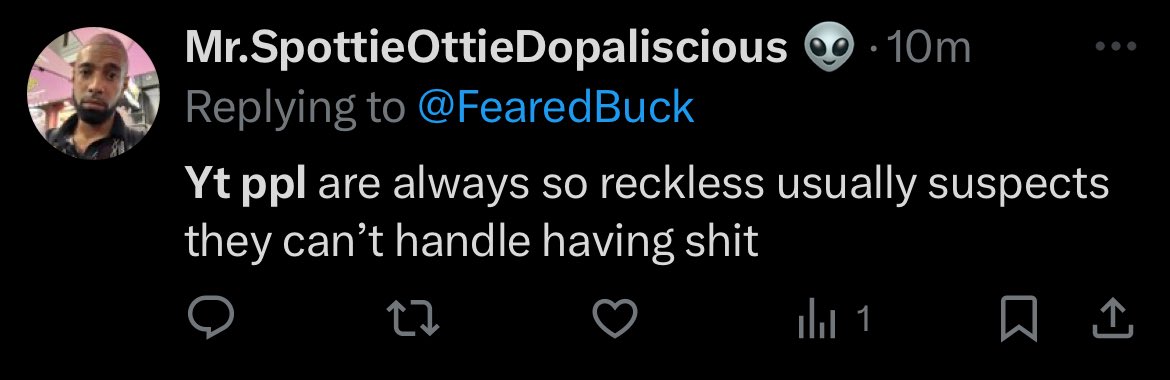 Mr.SpottieOttieDopaliscious 👽 · 10m
Replying to @FearedBuck
Yt ppl are always so reckless usually suspects
they can’t handle having shit
1